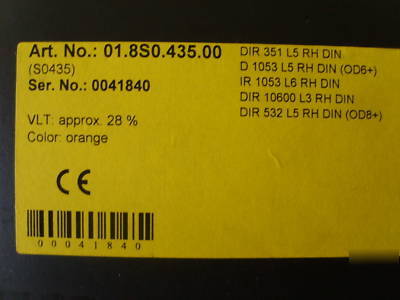 Art. No.: 01.8S0.435.00
(S0435)
Ser. No.: 0041840
VLT: approx. 28 %
Color: orange
DIR 351 L5 RH DIN
D 1053 L5 RH DIN (OD6+)
IR 1053 L6 RH DIN
DIR 10600 L3 RH DIN
DIR 532 L5 RH DIN (OD8+)
CE
00041840